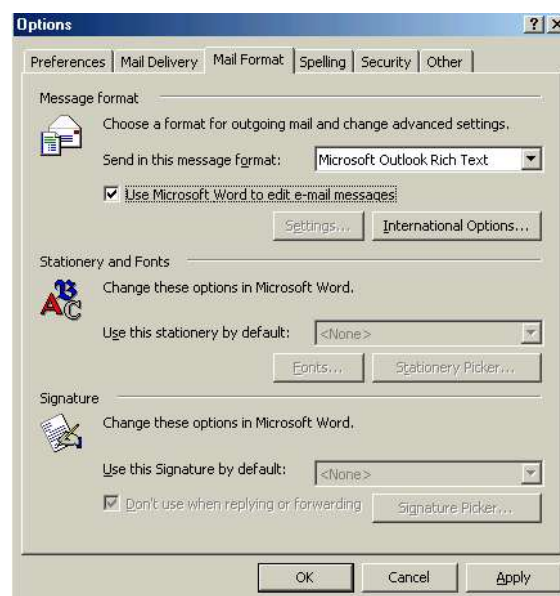 Options
Preferences Mail Delivery Mail Format Spelling Security Other
Message format
Choose a format for outgoing mail and change advanced settings.
Send in this message format: Microsoft Outlook Rich Text
Use Microsoft Word to edit e-mail messages
Settings... International Options...
Stationery and Fonts
Change these options in Microsoft Word.
Use this stationery by default: <None>
Fonts... Stationery Picker...
Signature
Change these options in Microsoft Word.
Use this Signature by default: <None>
Don't use when replying or forwarding Signature Picker...
OK Cancel Apply